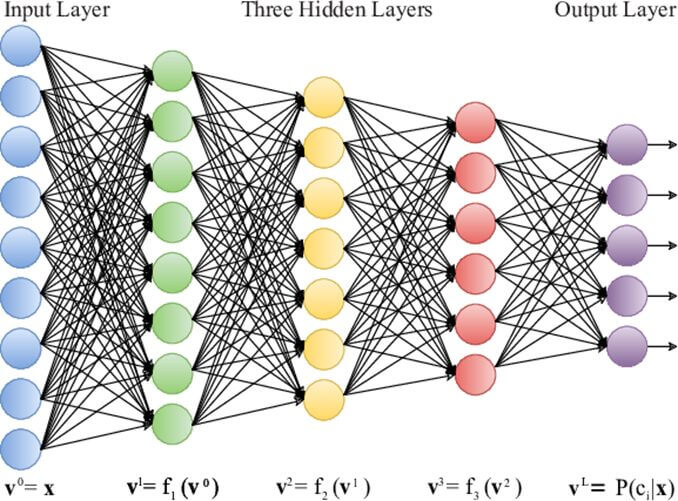 Input Layer Three Hidden Layers Output Layer
v⁰= x v¹= f₁ (v⁰) v²= f₂ (v¹) v³= f₃ (v²) vᴸ= P(cᵢ|x)